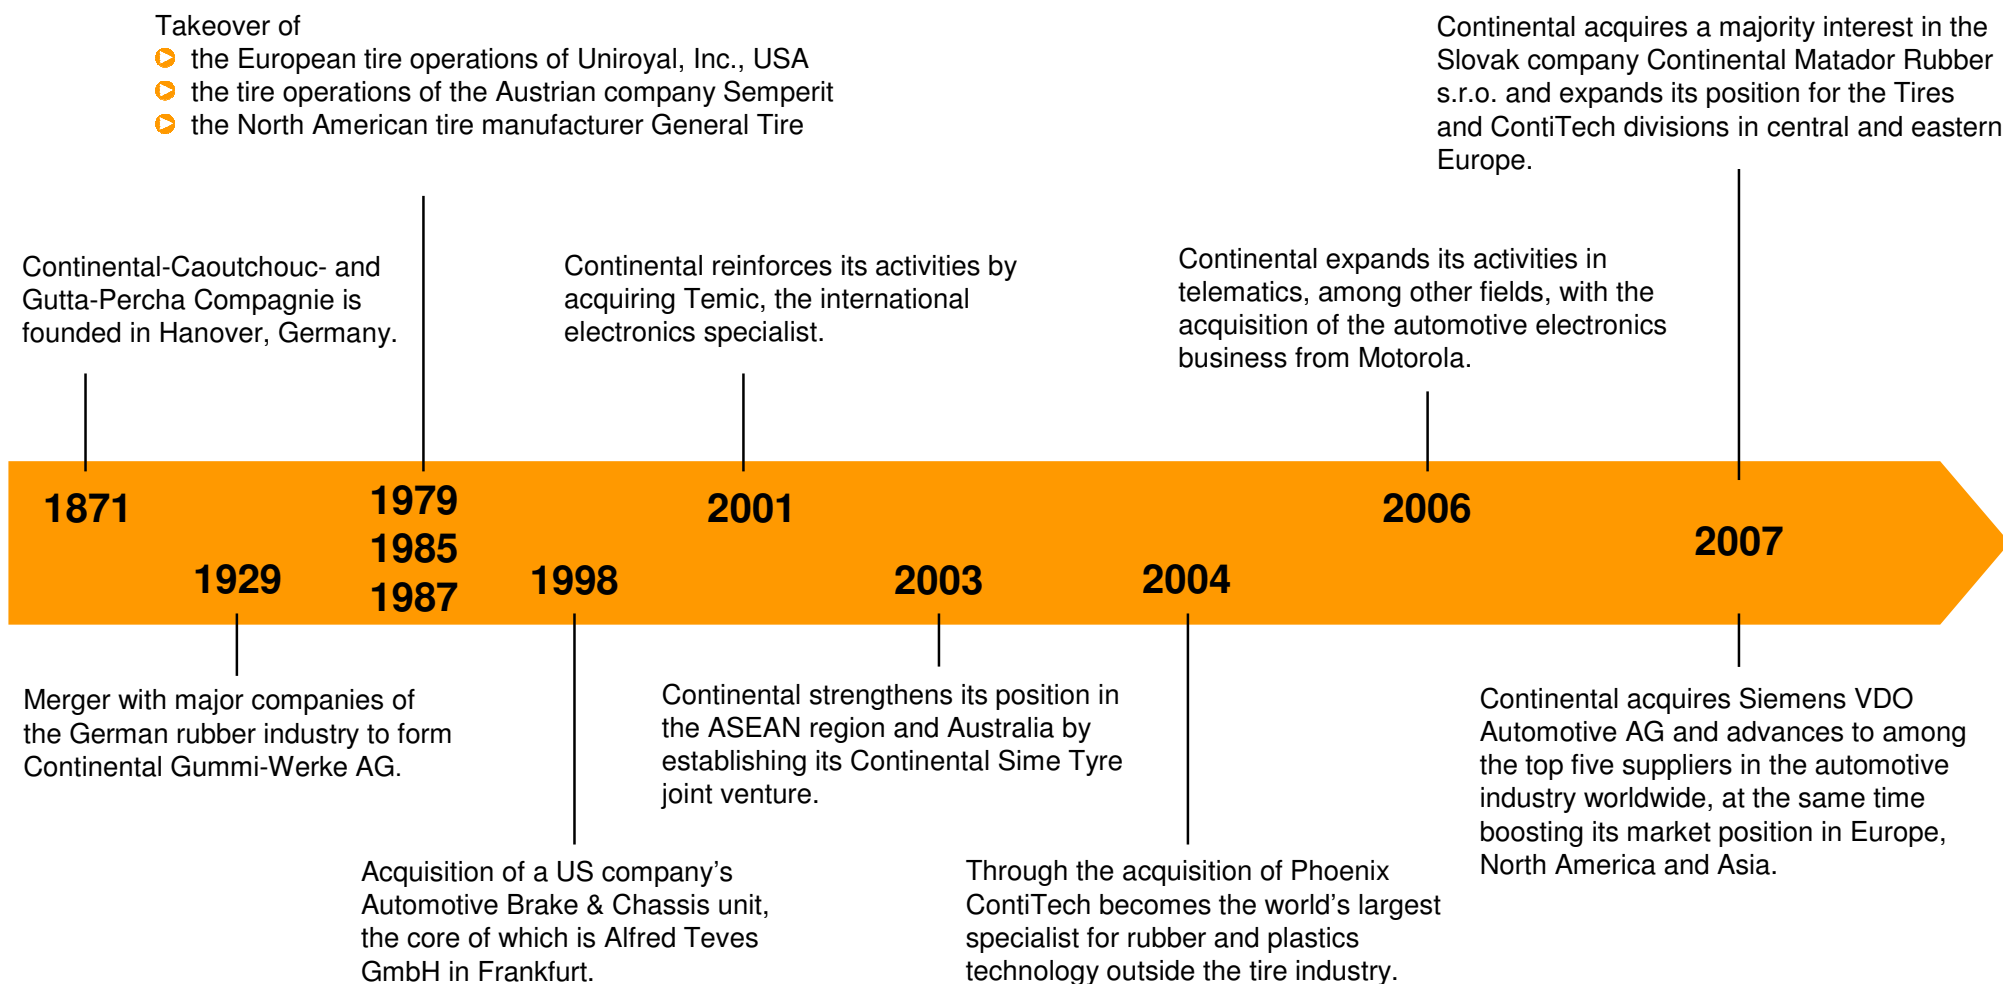 Takeover of
the European tire operations of Uniroyal, Inc., USA
the tire operations of the Austrian company Semperit
the North American tire manufacturer General Tire
Continental acquires a majority interest in the
Slovak company Continental Matador Rubber
s.r.o. and expands its position for the Tires
and ContiTech divisions in central and eastern
Europe.
Continental-Caoutchouc- and
Gutta-Percha Compagnie is
founded in Hanover, Germany.
Continental reinforces its activities by
acquiring Temic, the international
electronics specialist.
Continental expands its activities in
telematics, among other fields, with the
acquisition of the automotive electronics
business from Motorola.
1871
1929
1979
1985
1987
1998
2001
2003
2004
2006
2007
Merger with major companies of
the German rubber industry to form
Continental Gummi-Werke AG.
Acquisition of a US company’s
Automotive Brake & Chassis unit,
the core of which is Alfred Teves
GmbH in Frankfurt.
Continental strengthens its position in
the ASEAN region and Australia by
establishing its Continental Sime Tyre
joint venture.
Through the acquisition of Phoenix
ContiTech becomes the world’s largest
specialist for rubber and plastics
technology outside the tire industry.
Continental acquires Siemens VDO
Automotive AG and advances to among
the top five suppliers in the automotive
industry worldwide, at the same time
boosting its market position in Europe,
North America and Asia.